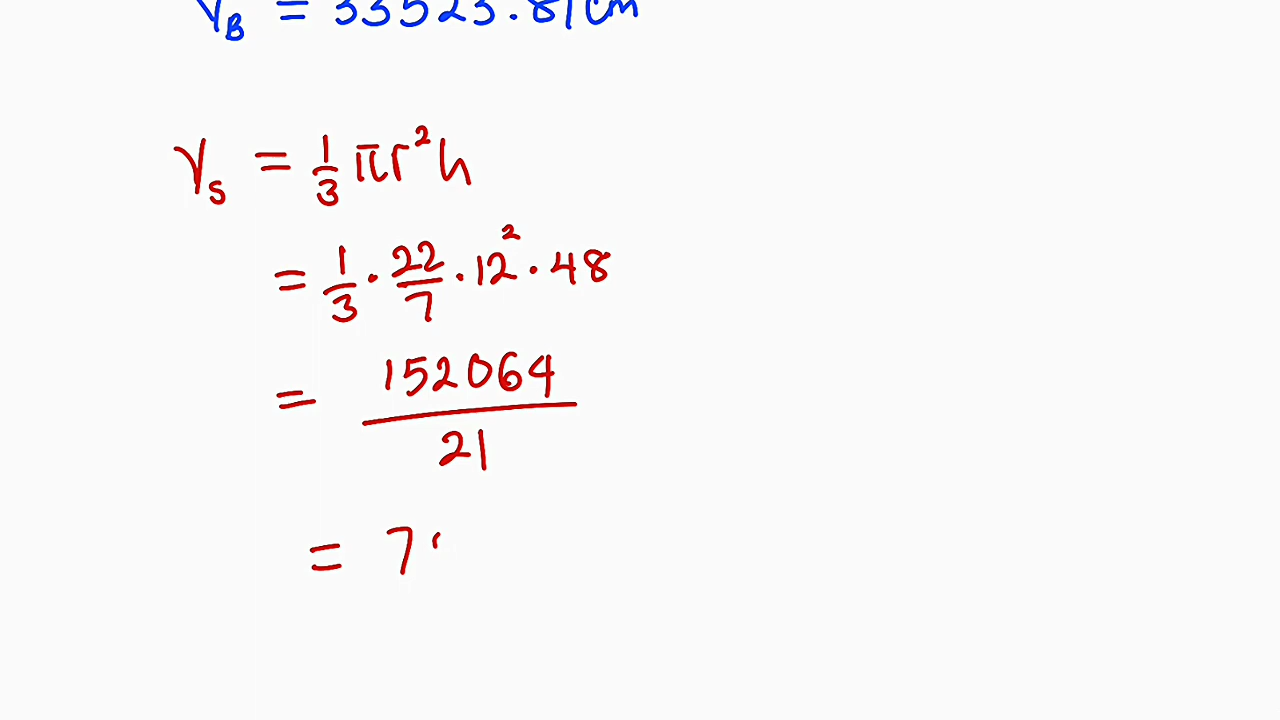 V_B = 33523.81cm
V_s = 1/3 πr²h
= 1/3 · 22/7 · 12² · 48
= 152064/21
= 7